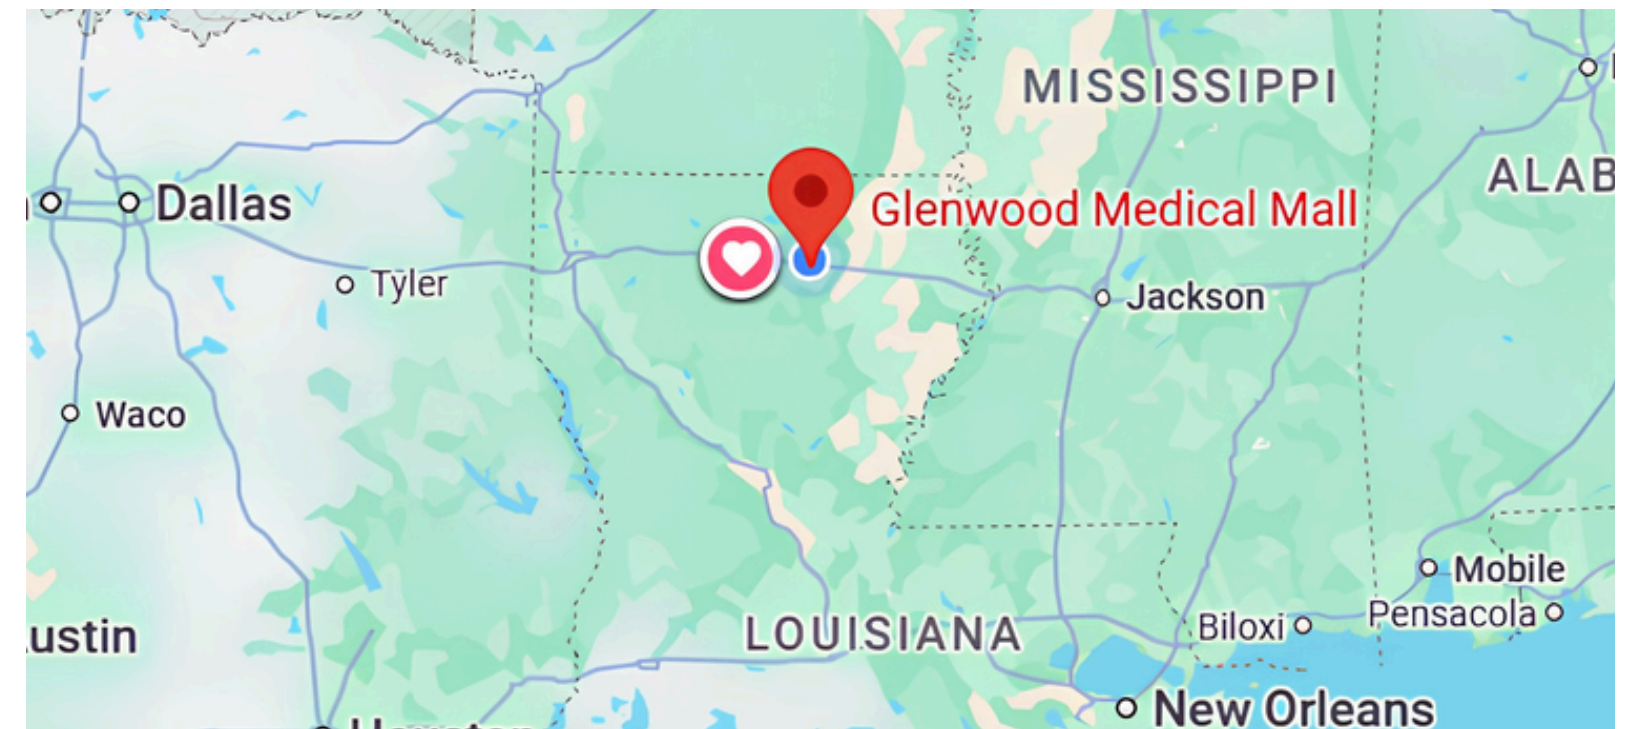 MISSISSIPPI
ALAB
Dallas
Glenwood Medical Mall
Tyler
Jackson
Waco
Mobile
Pensacola
Biloxi
ustin
LOUISIANA
New Orleans